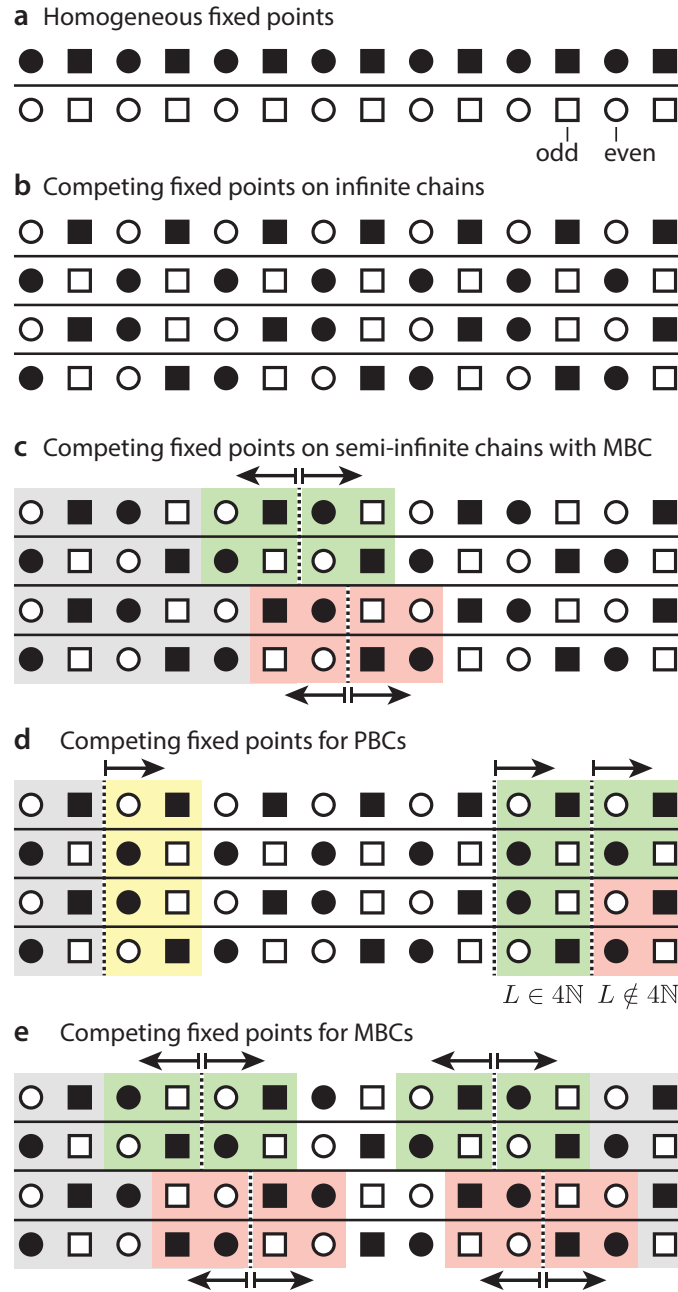 a Homogeneous fixed points
odd even
b Competing fixed points on infinite chains
c Competing fixed points on semi-infinite chains with MBC
d Competing fixed points for PBCs
L ∈ 4ℕ L ∉ 4ℕ
e Competing fixed points for MBCs